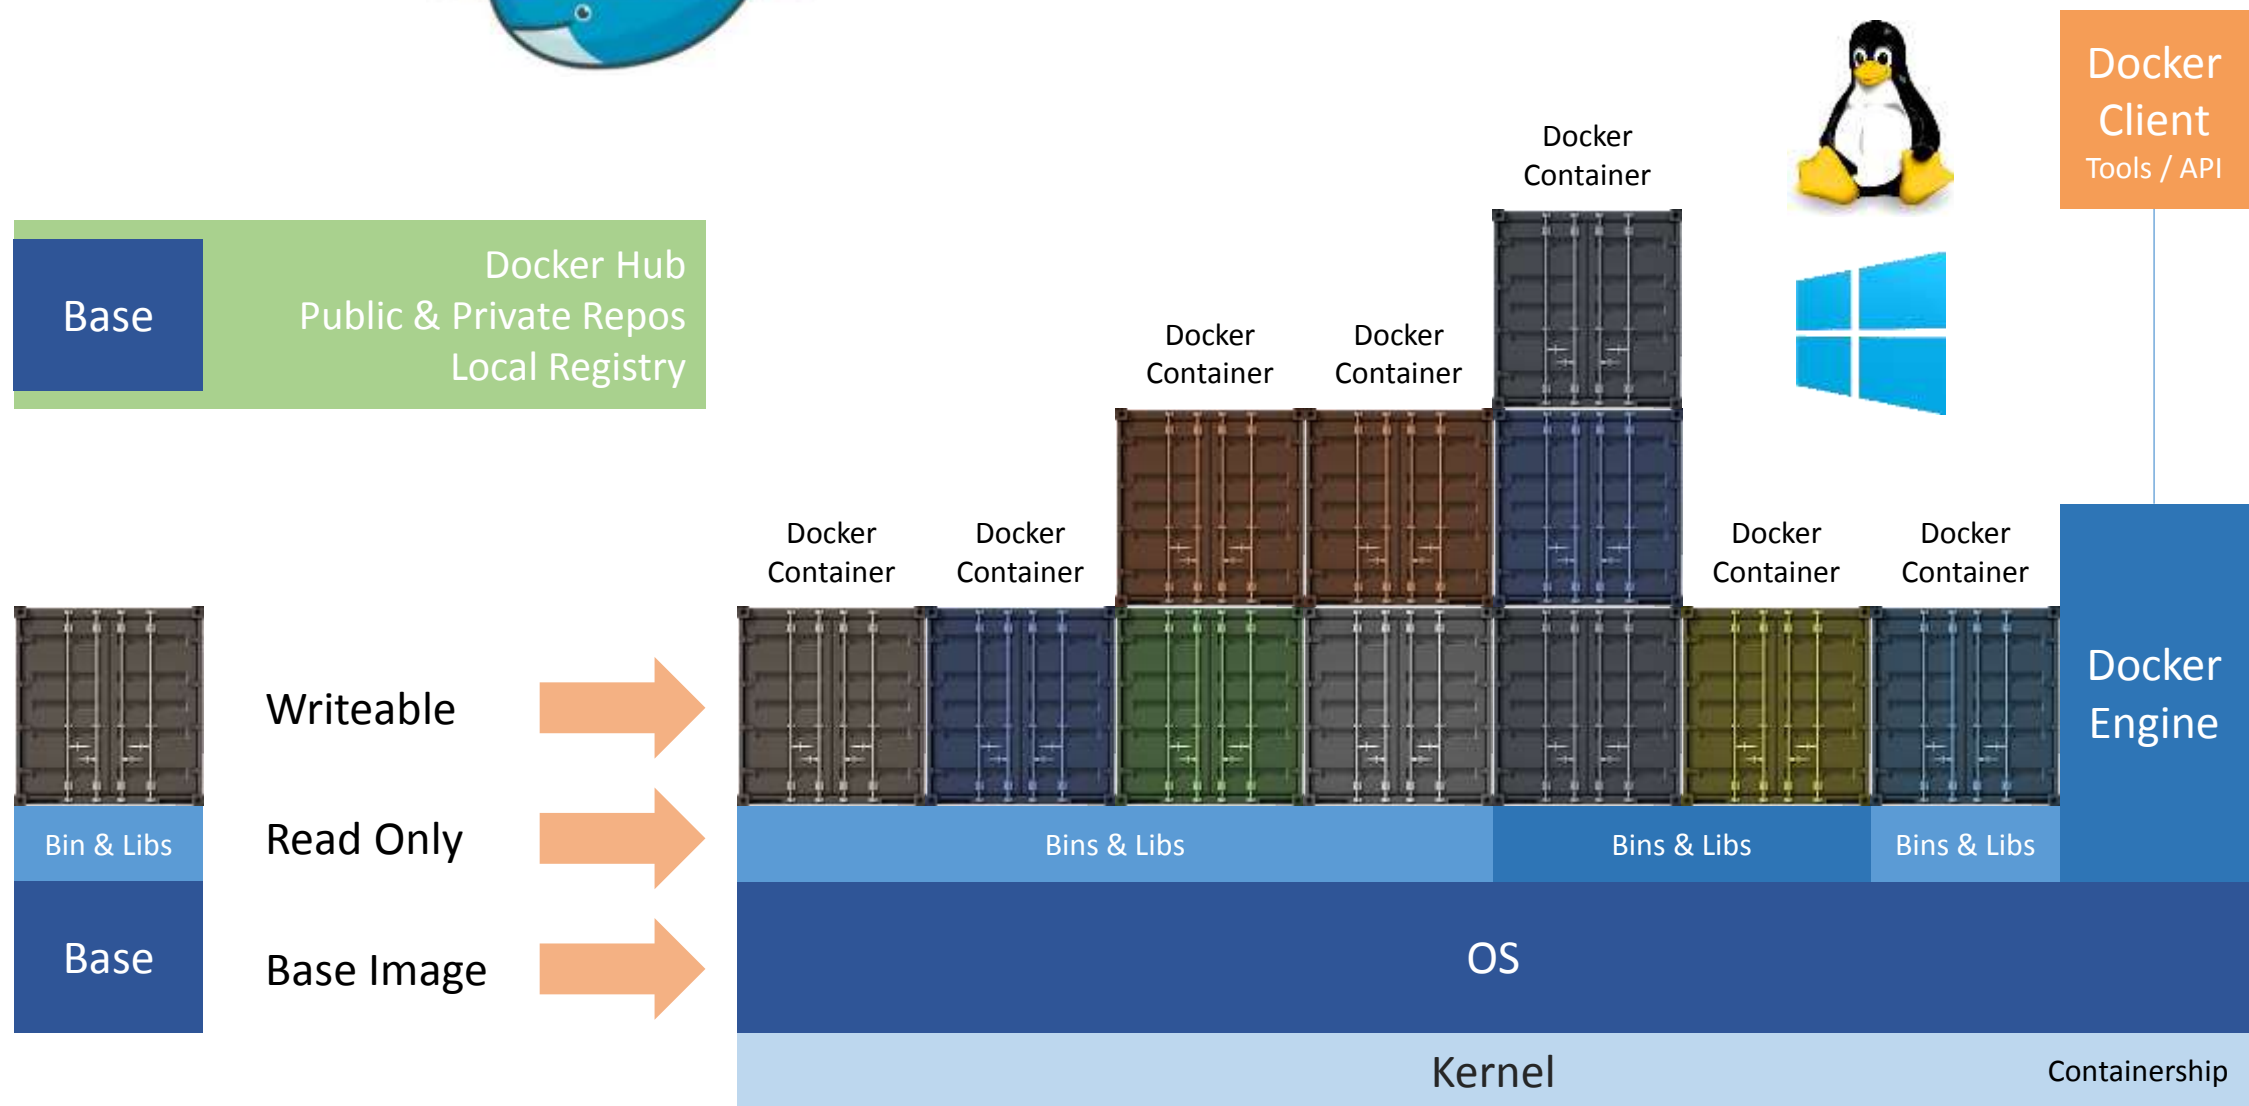 Docker
Client
Tools / API
Docker
Container
Base
Docker Hub
Public & Private Repos
Local Registry
Docker
Container
Docker
Container
Docker
Container
Docker
Container
Docker
Container
Docker
Container
Docker
Engine
Writeable
Bin & Libs
Read Only
Bins & Libs
Bins & Libs
Bins & Libs
Base
Base Image
OS
Kernel
Containership